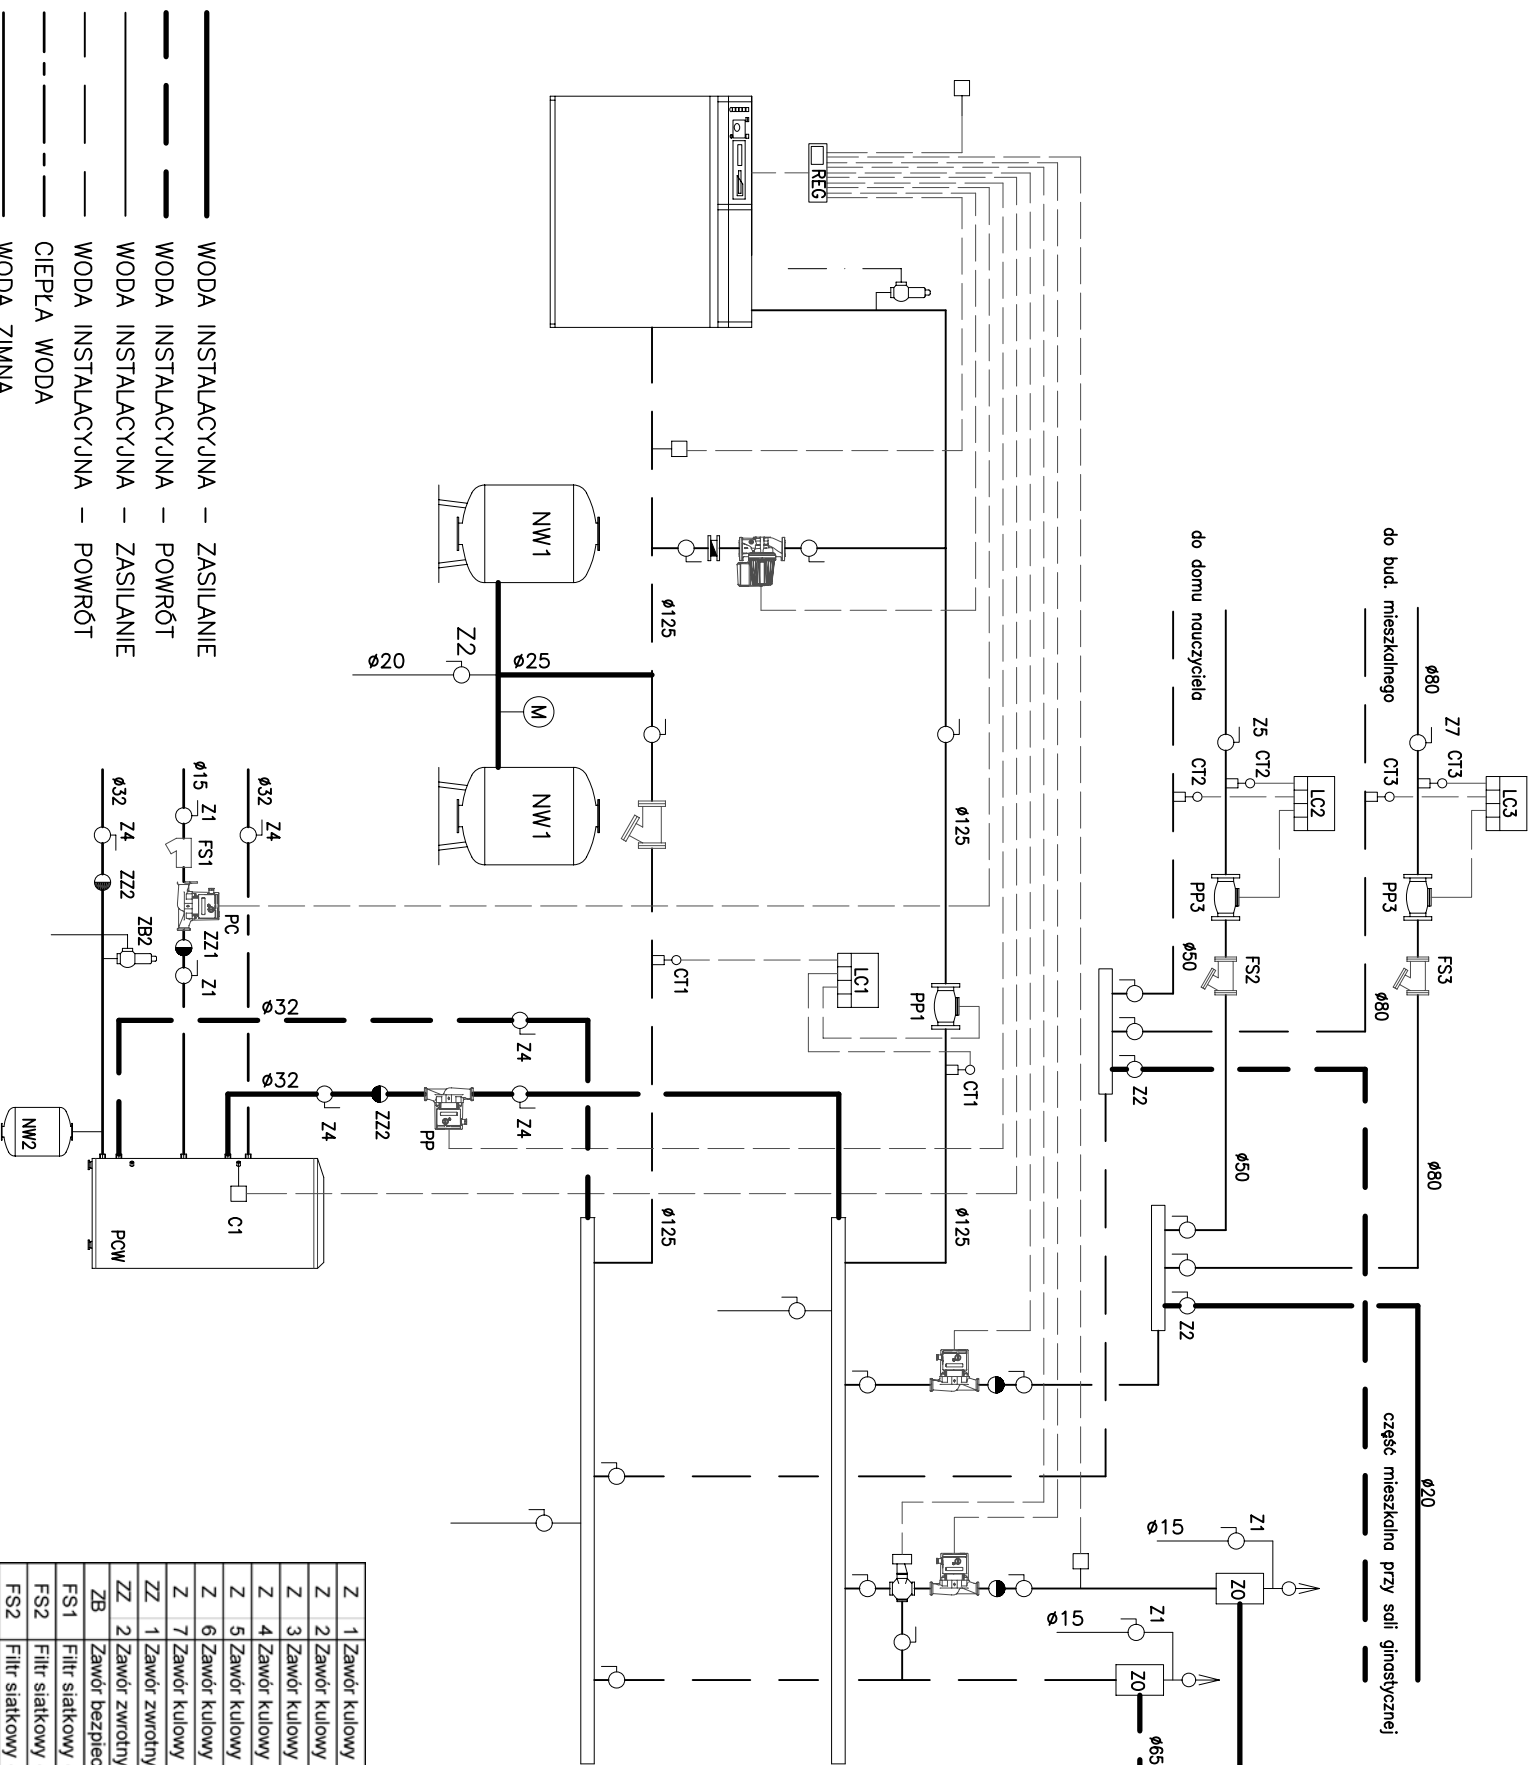 do bud. mieszkalnego
ø80
Z7
CT3
CT3
LC3
PP3
FS3
ø80
ø80
do domu nauczyciela
Z5
CT2
CT2
LC2
PP3
FS2
ø50
ø50
Z2
Z2
część mieszkalna przy sali ginastycznej
ø20
REG
ø125
ø125
PP1
CT1
LC1
CT1
ø125
ø125
NW1
NW1
Z2
ø20
ø25
M
ø32
Z4
ø15
Z1
FS1
PC
ZZ1
Z1
ø32
Z4
ZZ2
ZB2
ø32
Z4
ø32
Z4
ZZ2
PP
Z4
NW2
C1
PCW
Z1
ø15
ZO
Z1
ø15
ZO
ø65
WODA INSTALACYJNA – ZASILANIE
WODA INSTALACYJNA – POWRÓT
WODA INSTALACYJNA – ZASILANIE
WODA INSTALACYJNA – POWRÓT
CIEPŁA WODA
WODA ZIMNA
Z 1 Zawór kulowy
Z 2 Zawór kulowy
Z 3 Zawór kulowy
Z 4 Zawór kulowy
Z 5 Zawór kulowy
Z 6 Zawór kulowy
Z 7 Zawór kulowy
ZZ 1 Zawór zwrotny
ZZ 2 Zawór zwrotny
ZB Zawór bezpiec
FS1 Filtr siatkowy
FS2 Filtr siatkowy
FS2 Filtr siatkowy